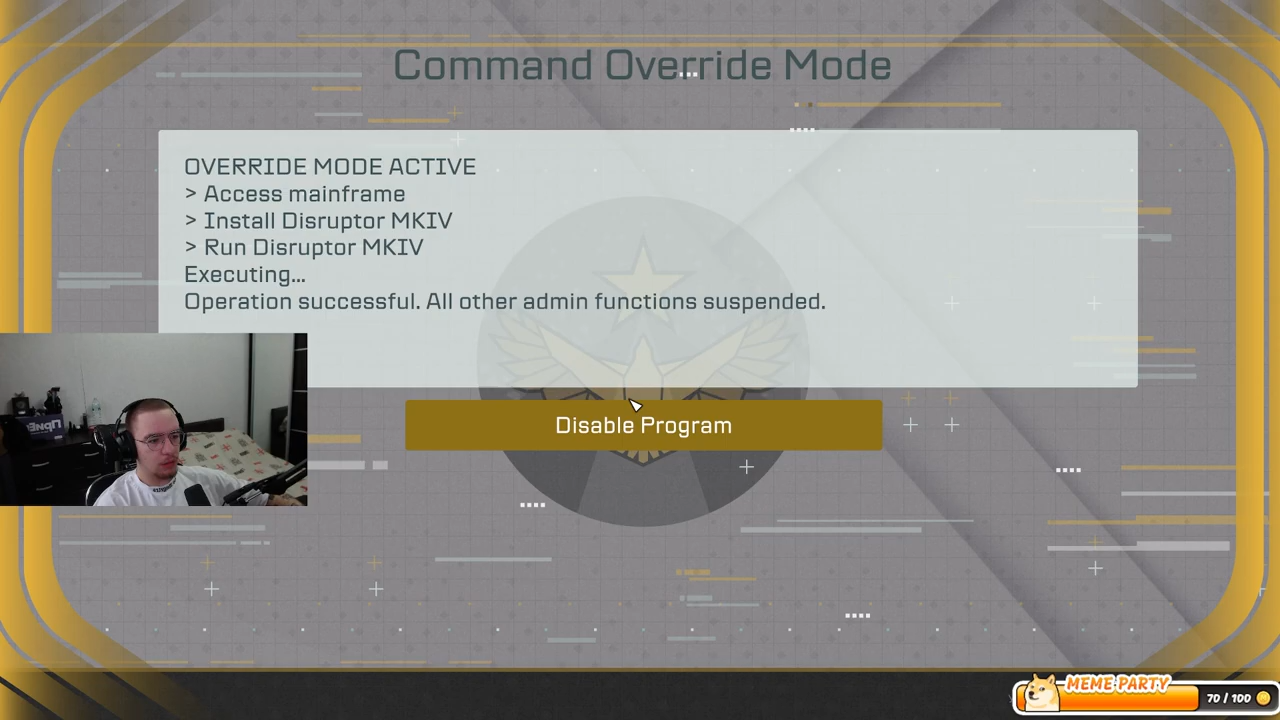 Command Override Mode
OVERRIDE MODE ACTIVE
> Access mainframe
> Install Disruptor MKIV
> Run Disruptor MKIV
Executing...
Operation successful. All other admin functions suspended.
Disable Program
MEME PARTY
70 / 100